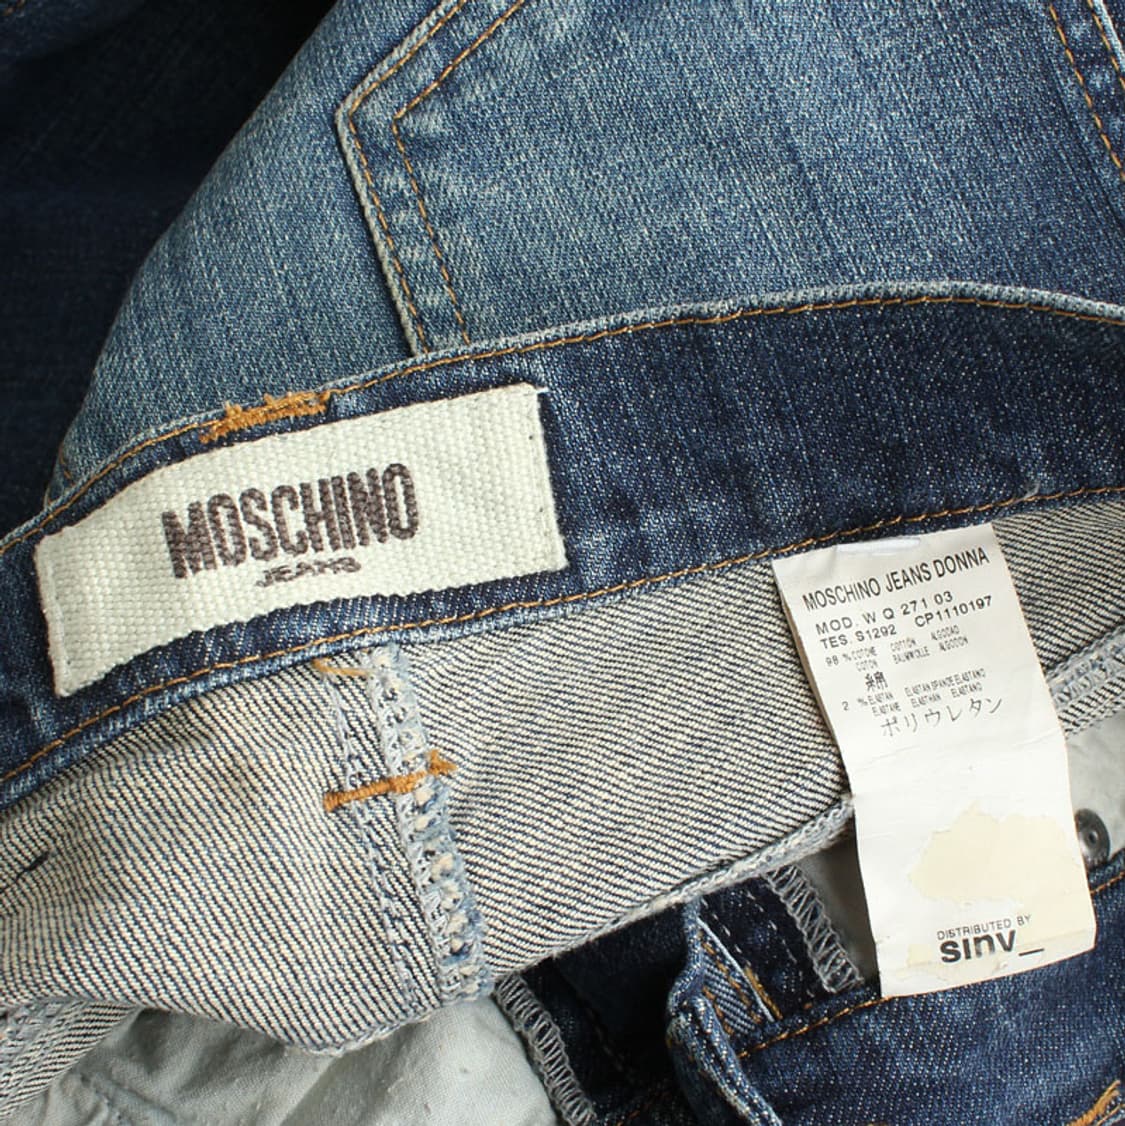 MOSCHINO
JEANS
MOSCHINO JEANS DONNA
MOD. W Q 271 03
TES. S1292 CP1110197
98 % COTONE COTTON ALGODAO
COTON BAUMWOLLE ALGODON
綿
2 % ELASTAN ELASTAN SPANDE ELASTANO
ELASTANE ELASTHAN ELASTANO
ポリウレタン
DISTRIBUTED BY
sinv_